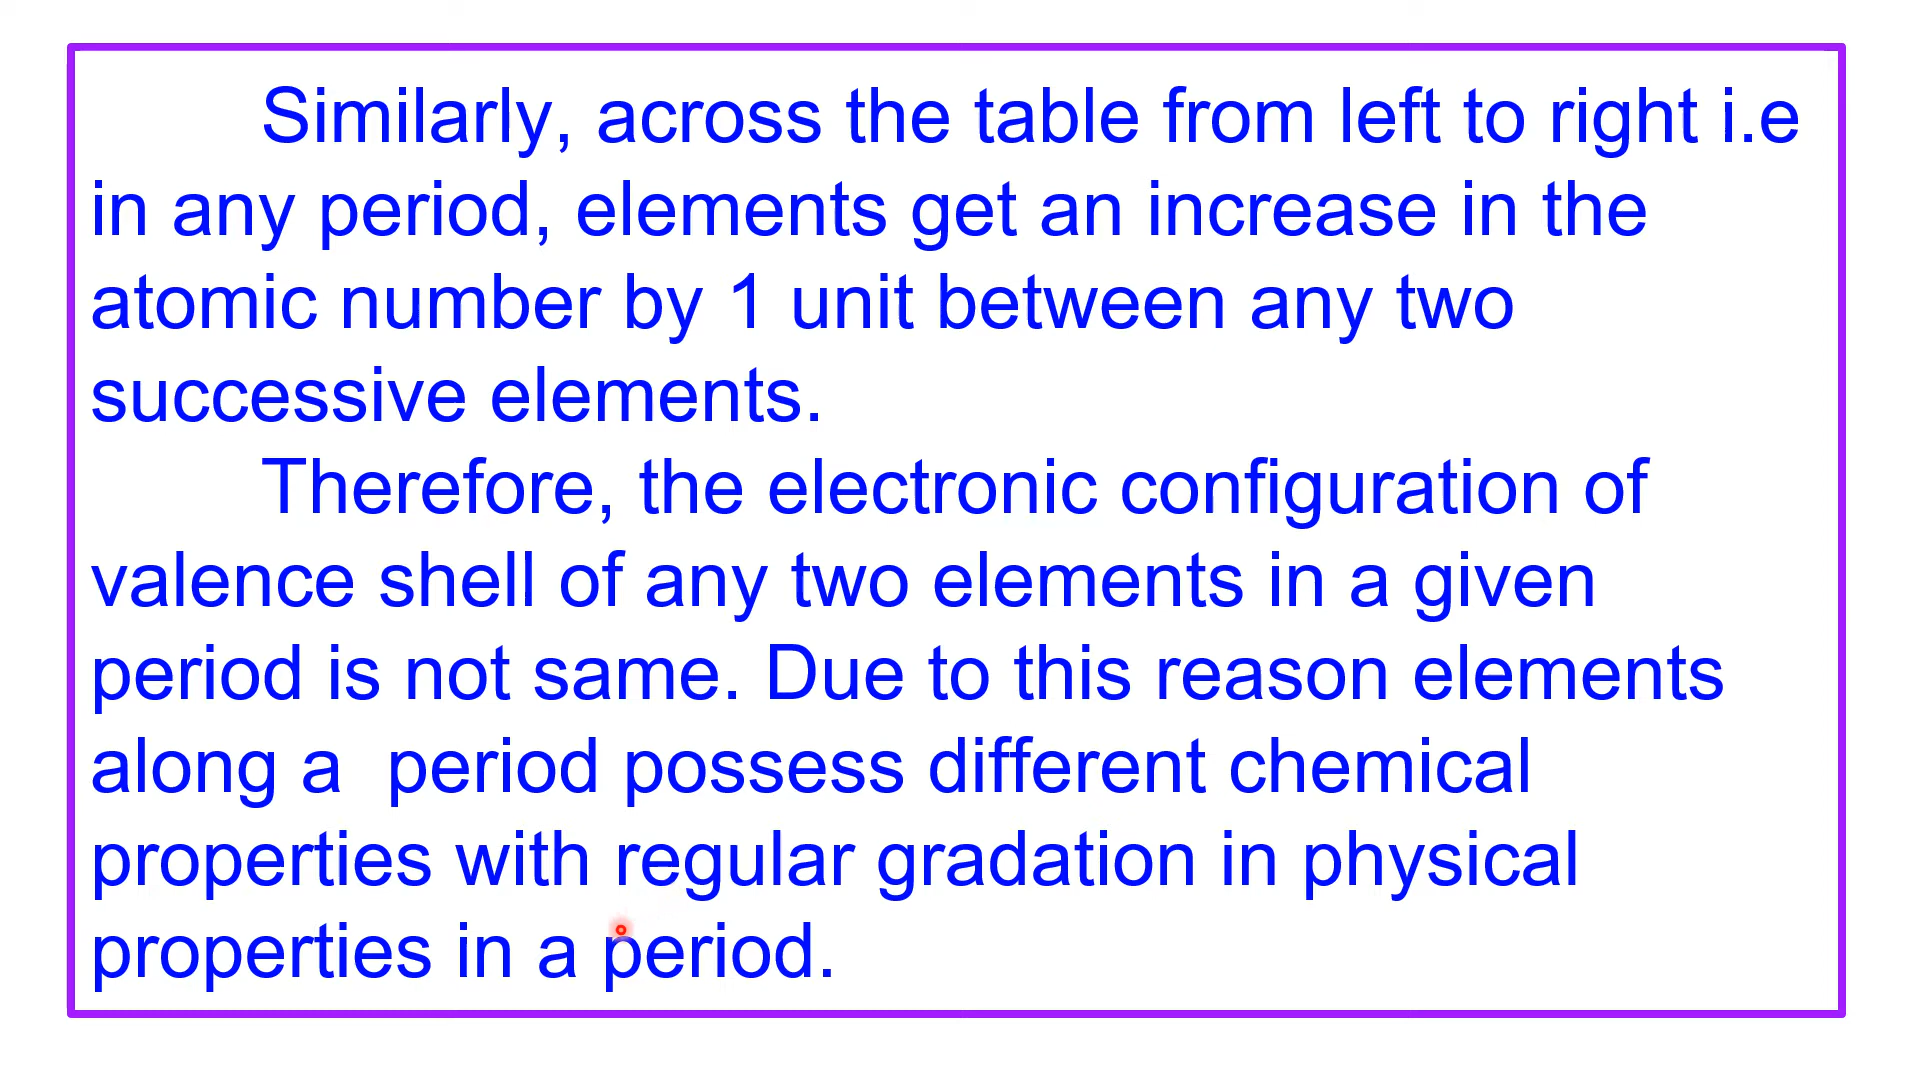 Similarly, across the table from left to right i.e
in any period, elements get an increase in the
atomic number by 1 unit between any two
successive elements.
Therefore, the electronic configuration of
valence shell of any two elements in a given
period is not same. Due to this reason elements
along a  period possess different chemical
properties with regular gradation in physical
properties in a period.